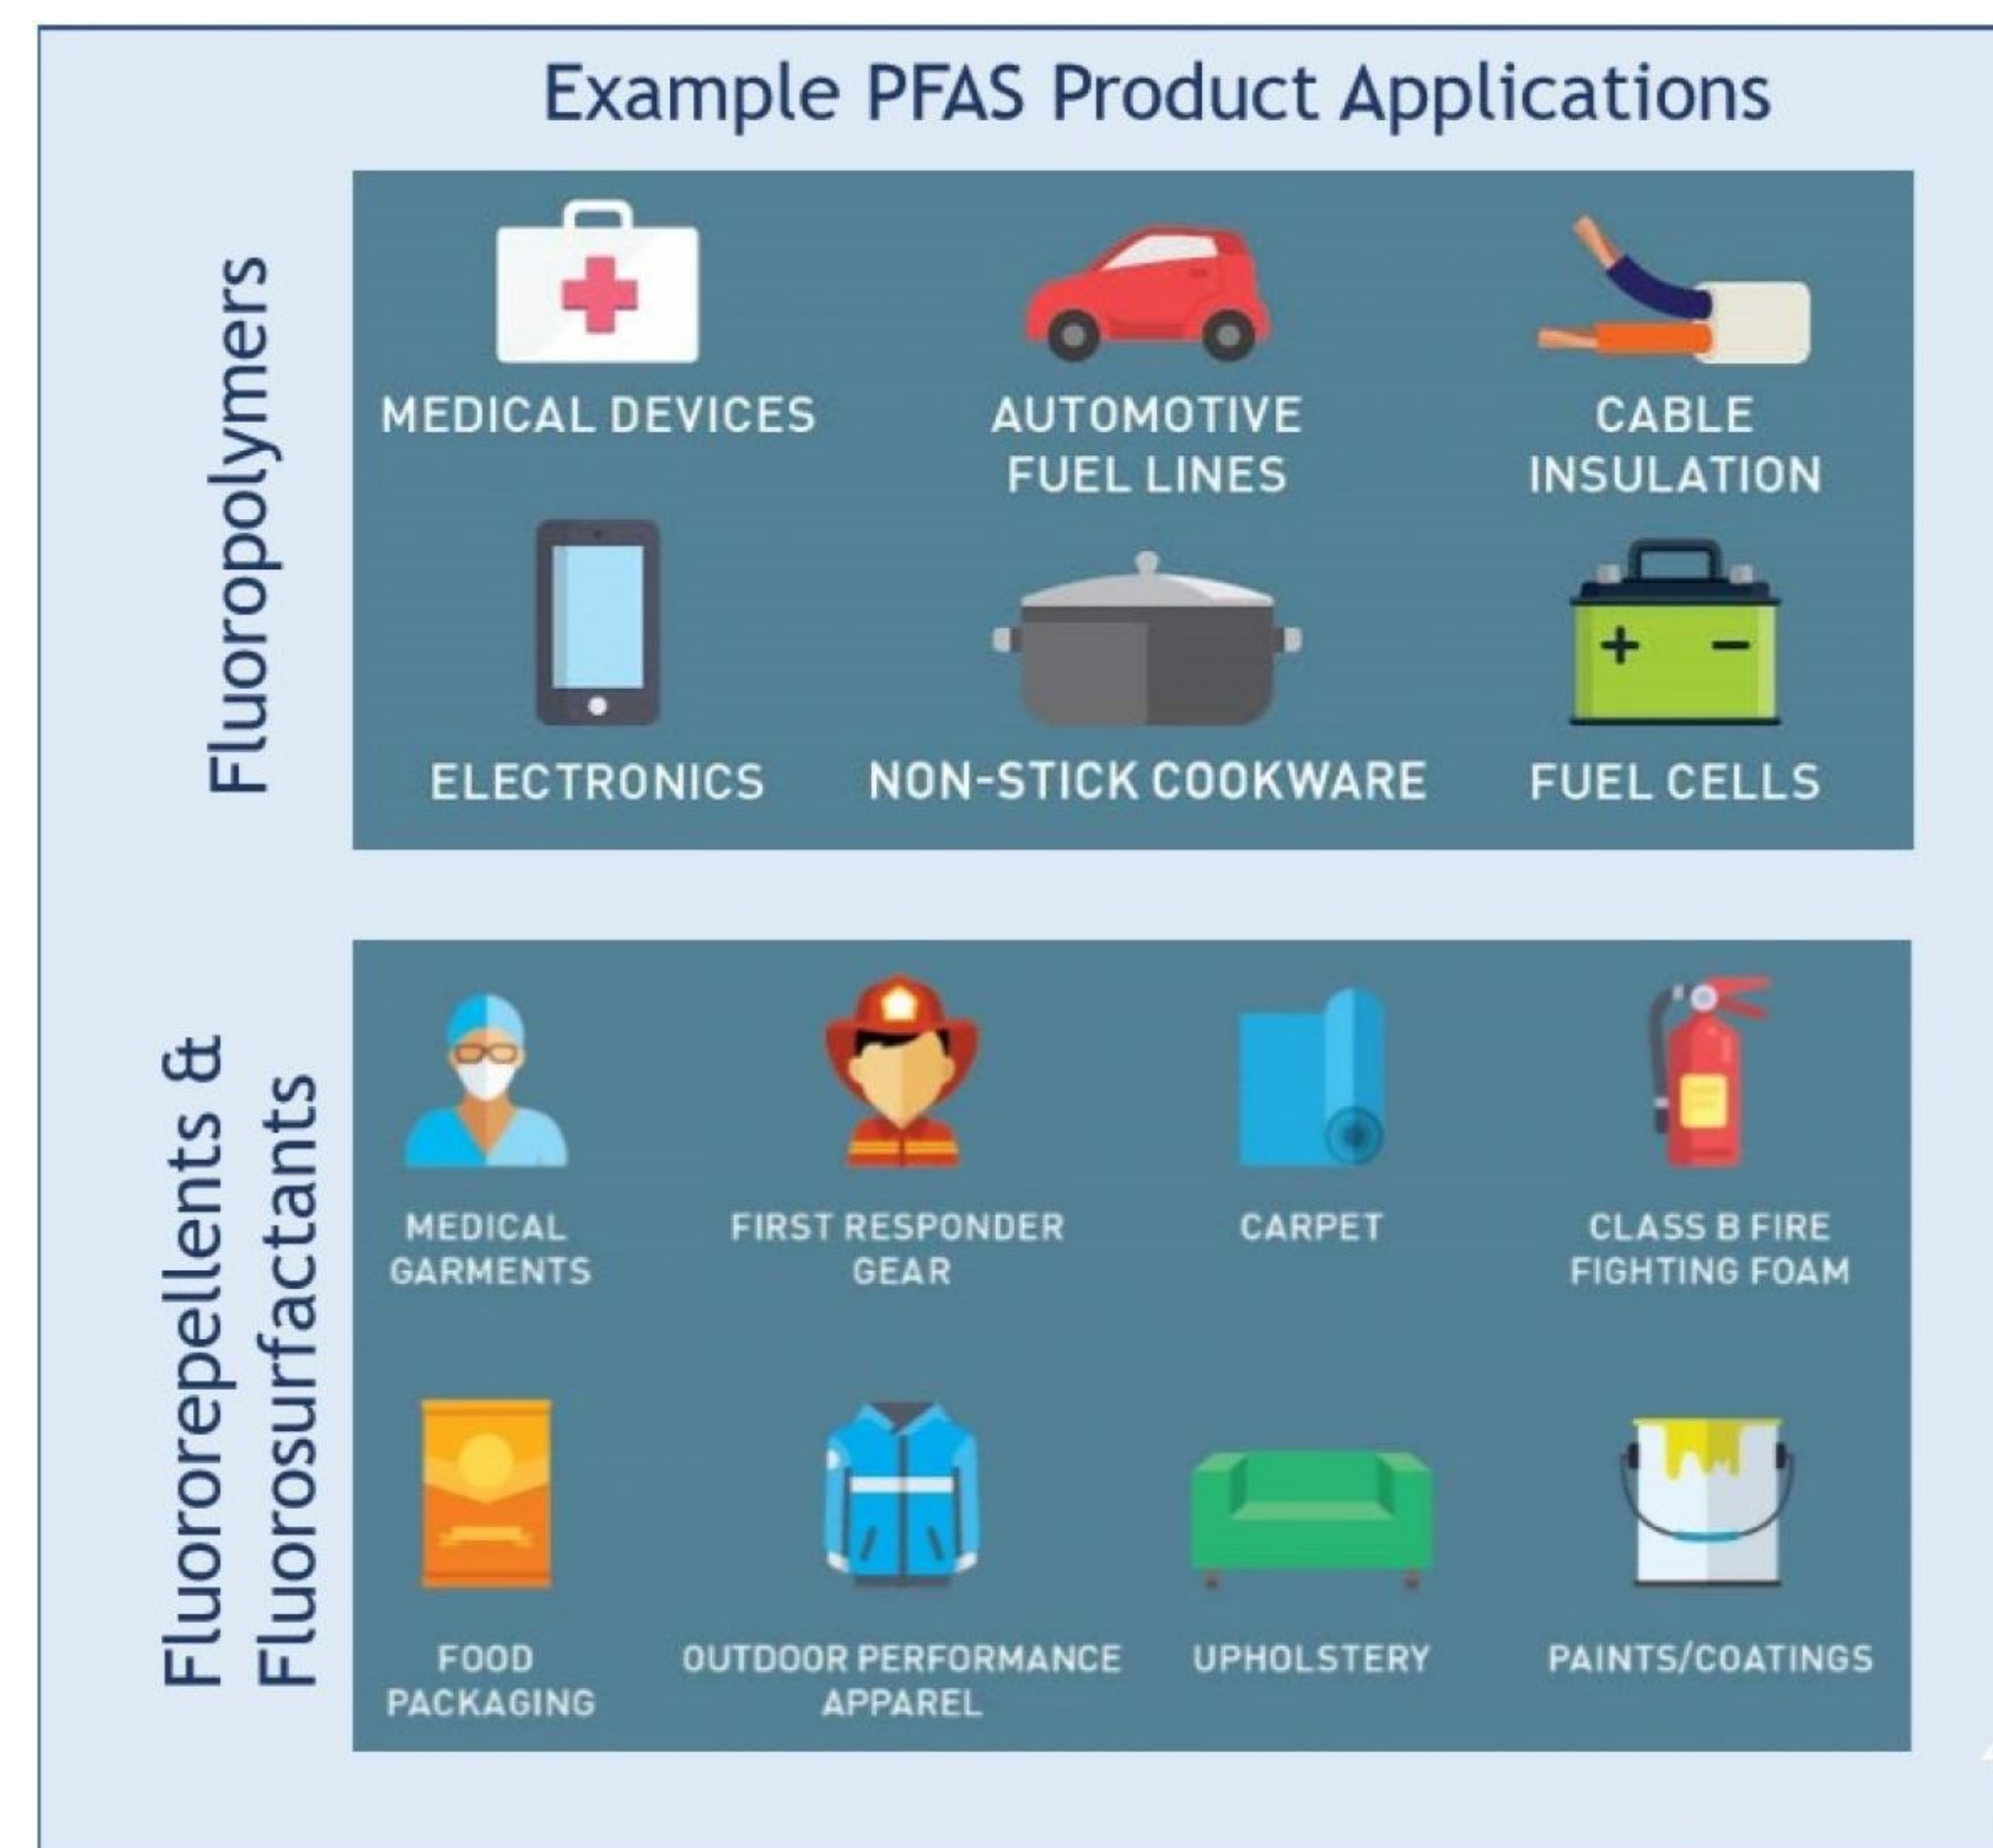 Example PFAS Product Applications
Fluoropolymers
MEDICAL DEVICES
AUTOMOTIVE
FUEL LINES
CABLE
INSULATION
ELECTRONICS
NON-STICK COOKWARE
FUEL CELLS
+ −
Fluororepellents &
Fluorosurfactants
MEDICAL
GARMENTS
FIRST RESPONDER
GEAR
CARPET
CLASS B FIRE
FIGHTING FOAM
FOOD
PACKAGING
OUTDOOR PERFORMANCE
APPAREL
UPHOLSTERY
PAINTS/COATINGS